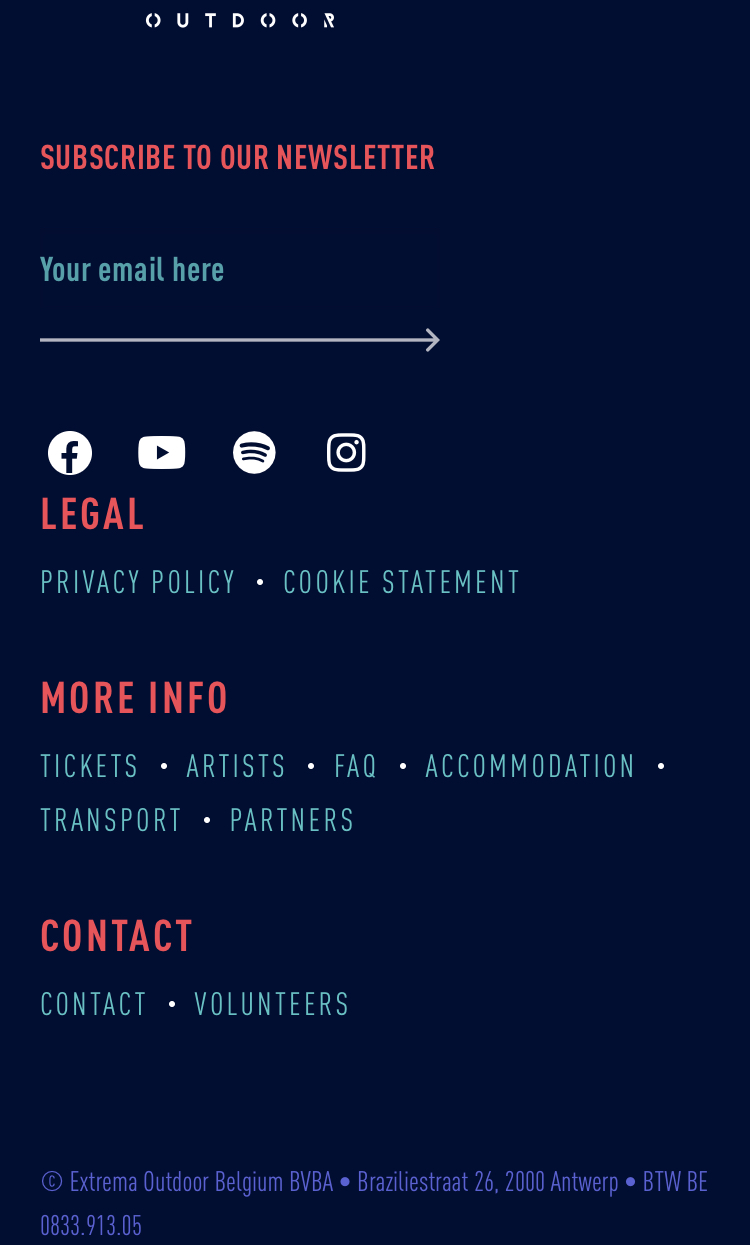 OUTDOOR
SUBSCRIBE TO OUR NEWSLETTER
Your email here
LEGAL
PRIVACY POLICY • COOKIE STATEMENT
MORE INFO
TICKETS • ARTISTS • FAQ • ACCOMMODATION •
TRANSPORT • PARTNERS
CONTACT
CONTACT • VOLUNTEERS
© Extrema Outdoor Belgium BVBA • Braziliestraat 26, 2000 Antwerp • BTW BE
0833.913.05